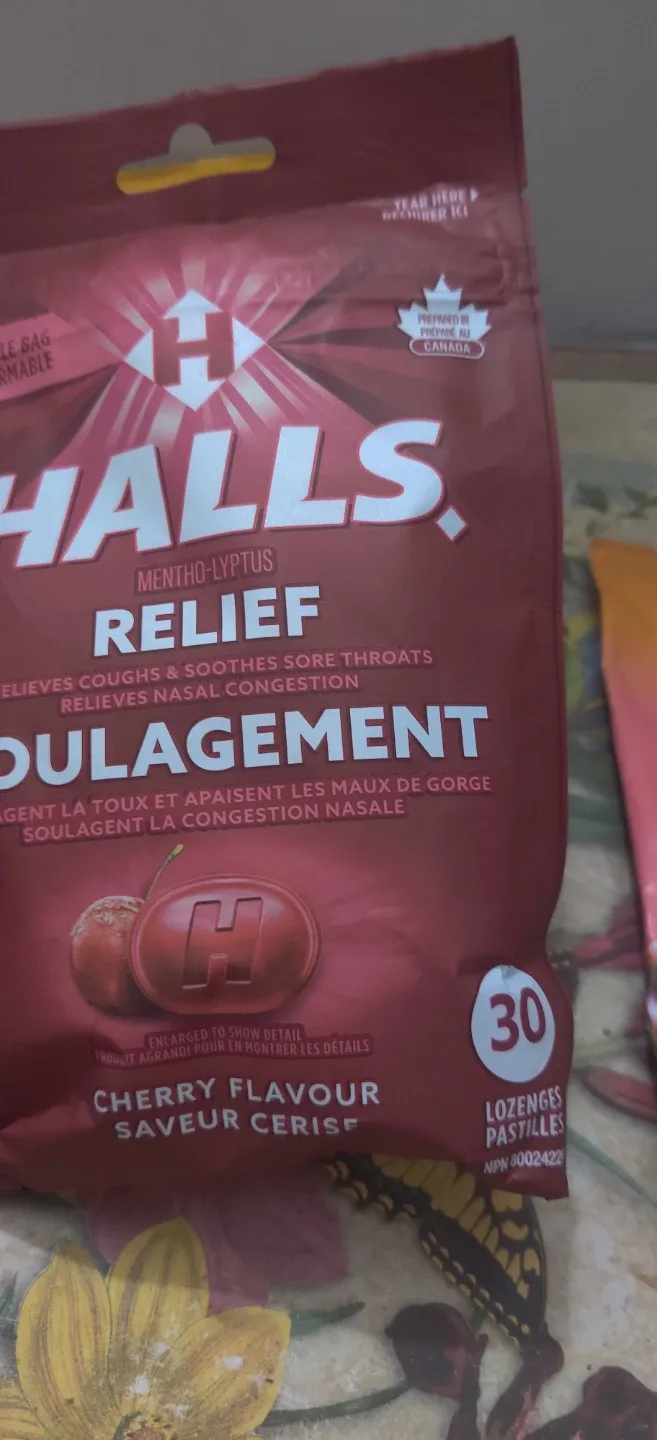 TEAR HERE
DÉCHIRER ICI
LE BAG
RMABLE
H
PREPARED IN
PRÉPARÉ AU
CANADA
HALLS
MENTHO-LYPTUS
RELIEF
ELIEVES COUGHS & SOOTHES SORE THROATS
RELIEVES NASAL CONGESTION
OULAGEMENT
AGENT LA TOUX ET APAISENT LES MAUX DE GORGE
SOULAGENT LA CONGESTION NASALE
H
ENLARGED TO SHOW DETAIL
PRODUIT AGRANDI POUR EN MONTRER LES DÉTAILS
CHERRY FLAVOUR
SAVEUR CERISE
30
LOZENGES
PASTILLES
NPN